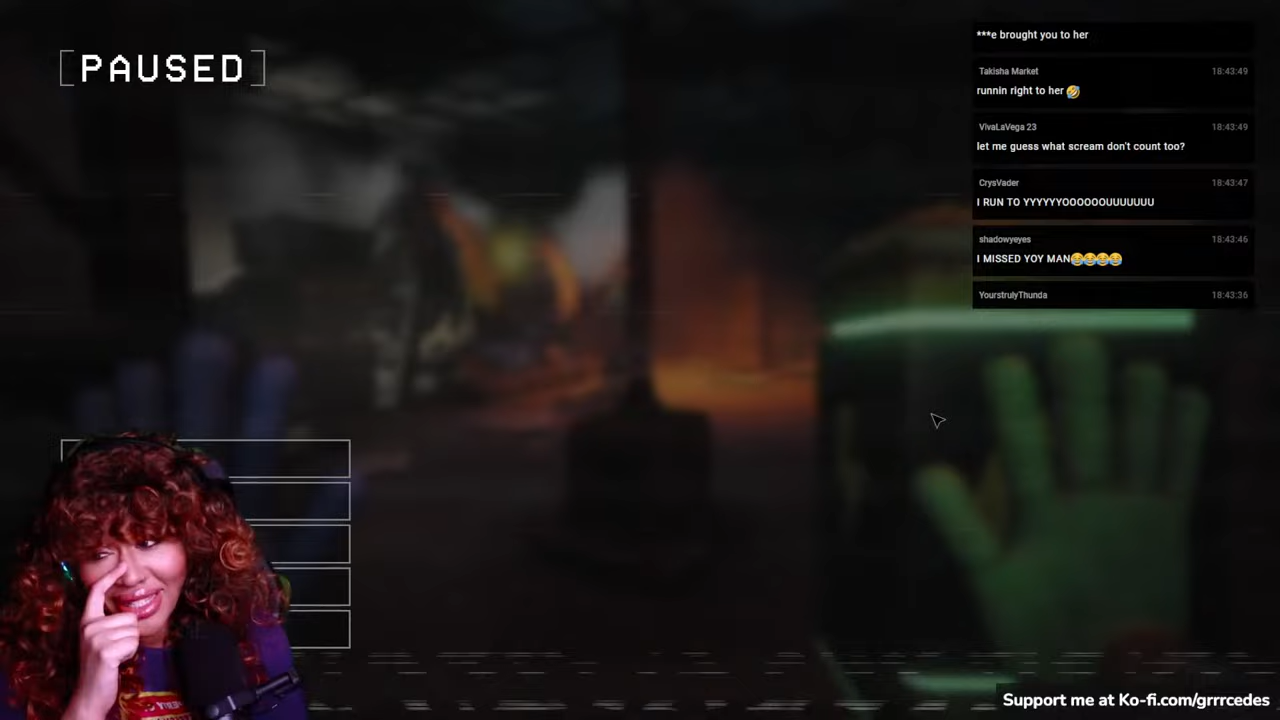 PAUSED
***e brought you to her
Takisha Market 18:43:49
runnin right to her 🤣
VivaLaVega 23 18:43:49
let me guess what scream don't count too?
CrysVader 18:43:47
I RUN TO YYYYYYOOOOOOUUUUUUU
shadowyeyes 18:43:46
I MISSED YOY MAN😂😂😂😂
YourstrulyThunda 18:43:36
Support me at Ko-fi.com/grrrcedes